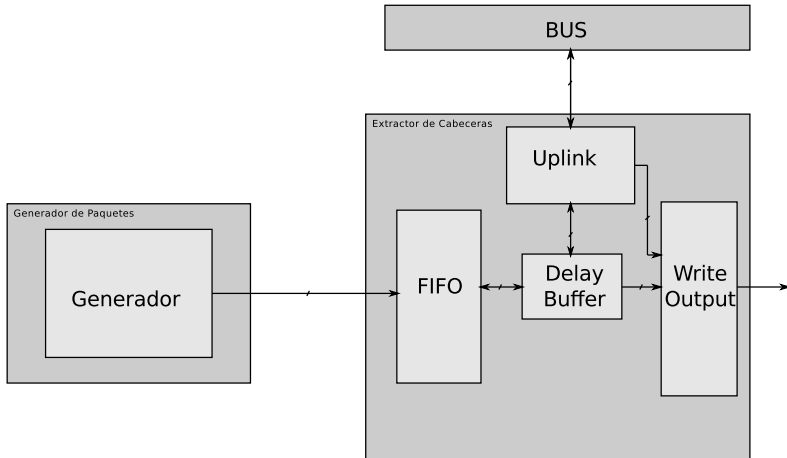 BUS
Extractor de Cabeceras
Uplink
Generador de Paquetes
Generador
FIFO
Delay
Buffer
Write
Output